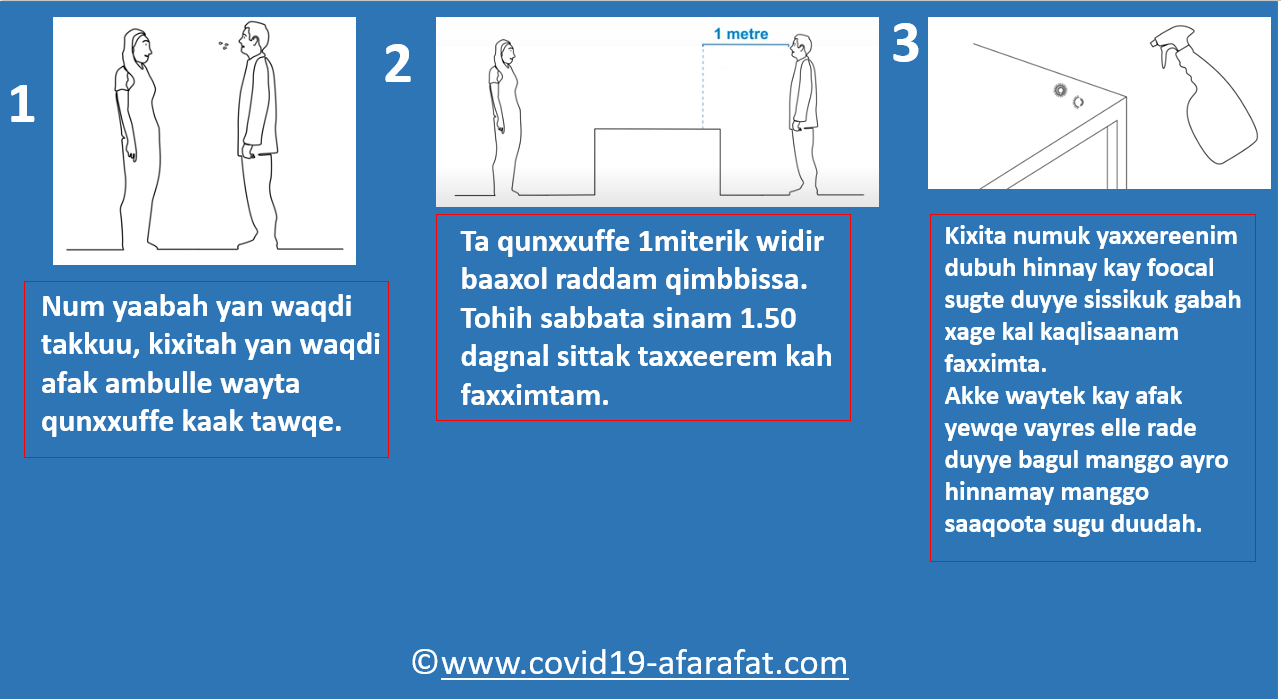 1
Num yaabah yan waqdi
takkuu, kixitah yan waqdi
afak ambulle wayta
qunxxuffe kaak tawqe.
2
1 metre
Ta qunxxuffe 1miterik widir
baaxol raddam qimbbissa.
Tohih sabbata sinam 1.50
dagnal sittak taxxeerem kah
faxximtam.
3
Kixita numuk yaxxereenim
dubuh hinnay kay foocal
sugte duyye sissikuk gabah
xage kal kaqlisaanam
faxximta.
Akke waytek kay afak
yewqe vayres elle rade
duyye bagul manggo ayro
hinnamay manggo
saaqoota sugu duudah.
©www.covid19-afarafat.com